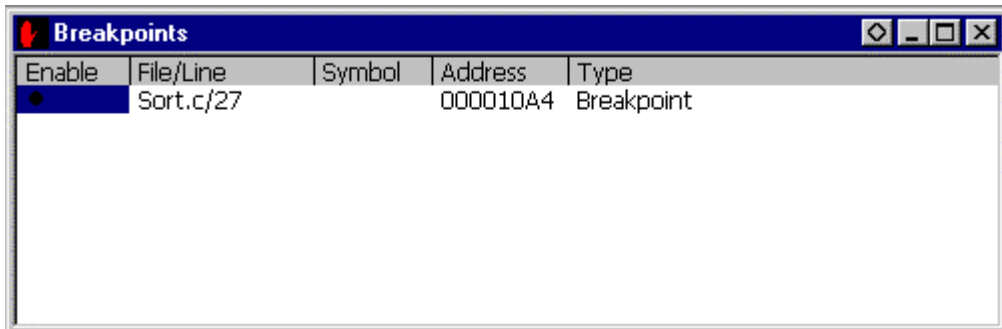 Breakpoints
Enable File/Line Symbol Address Type
Sort.c/27 000010A4 Breakpoint